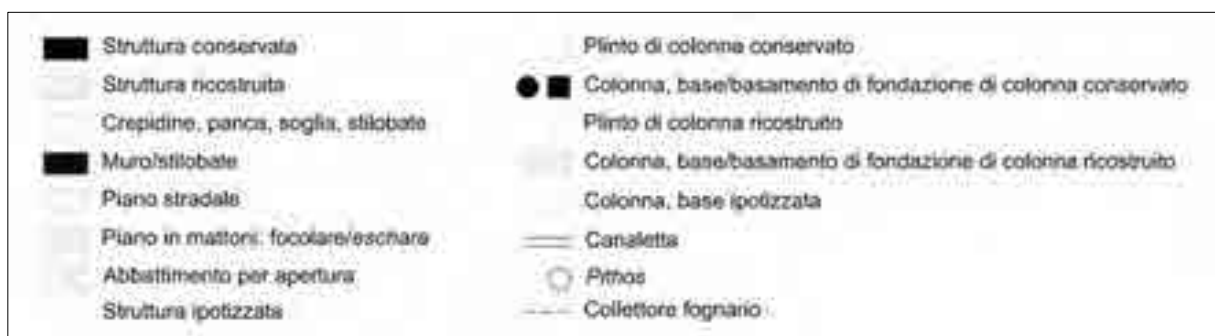 Struttura conservata
Struttura ricostruita
Crepidine, panca, soglia, stilobate
Muro/stilobate
Piano stradale
Piano in mattoni: focolare/eschara
Abbattimento per apertura
Struttura ipotizzata
Plinto di colonna conservato
Colonna, base/basamento di fondazione di colonna conservato
Plinto di colonna ricostruito
Colonna, base/basamento di fondazione di colonna ricostruito
Colonna, base ipotizzata
Canaletta
Pithos
Collettore fognario